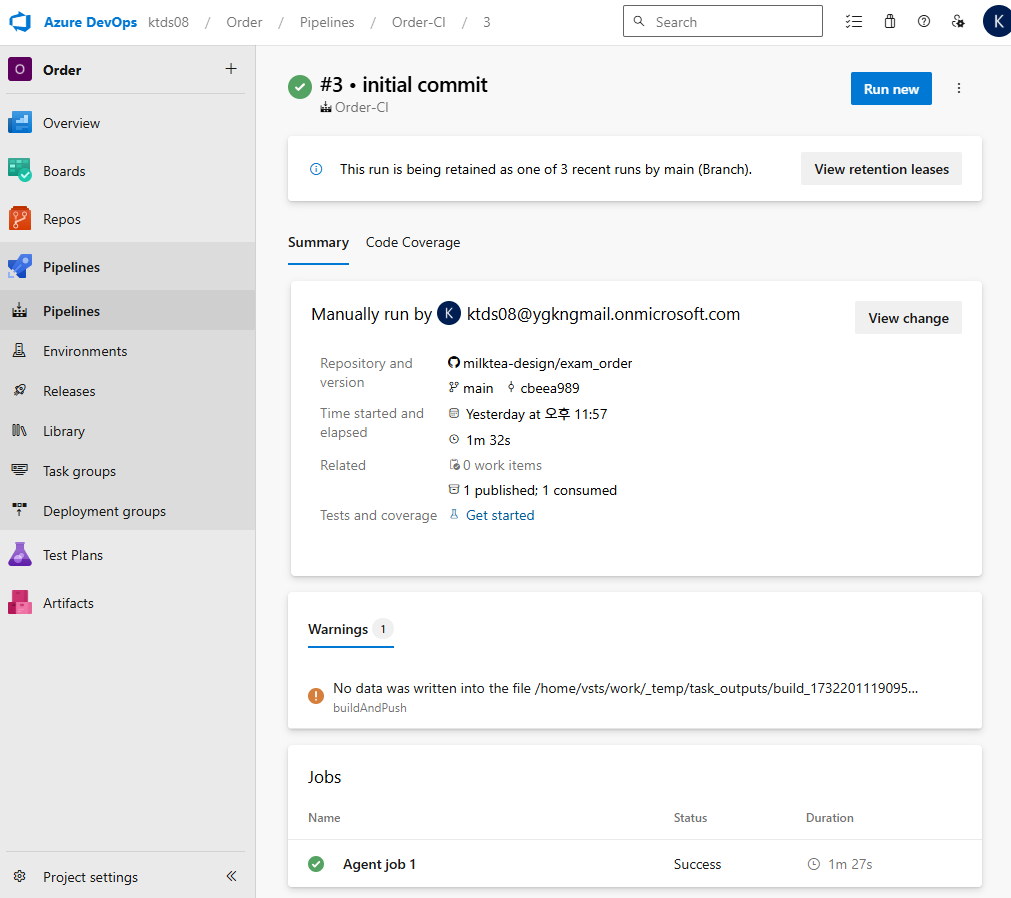 Azure DevOps ktds08 / Order / Pipelines / Order-CI / 3
Search
K
O Order +
Overview
Boards
Repos
Pipelines
Pipelines
Environments
Releases
Library
Task groups
Deployment groups
Test Plans
Artifacts
Project settings
#3 • initial commit
Order-CI
Run new
This run is being retained as one of 3 recent runs by main (Branch).
View retention leases
Summary Code Coverage
Manually run by K ktds08@ygkngmail.onmicrosoft.com
View change
Repository and
version
milktea-design/exam_order
main cbeea989
Time started and
elapsed
Yesterday at 오후 11:57
1m 32s
Related
0 work items
1 published; 1 consumed
Tests and coverage
Get started
Warnings 1
No data was written into the file /home/vsts/work/_temp/task_outputs/build_1732201119095...
buildAndPush
Jobs
Name Status Duration
Agent job 1 Success 1m 27s